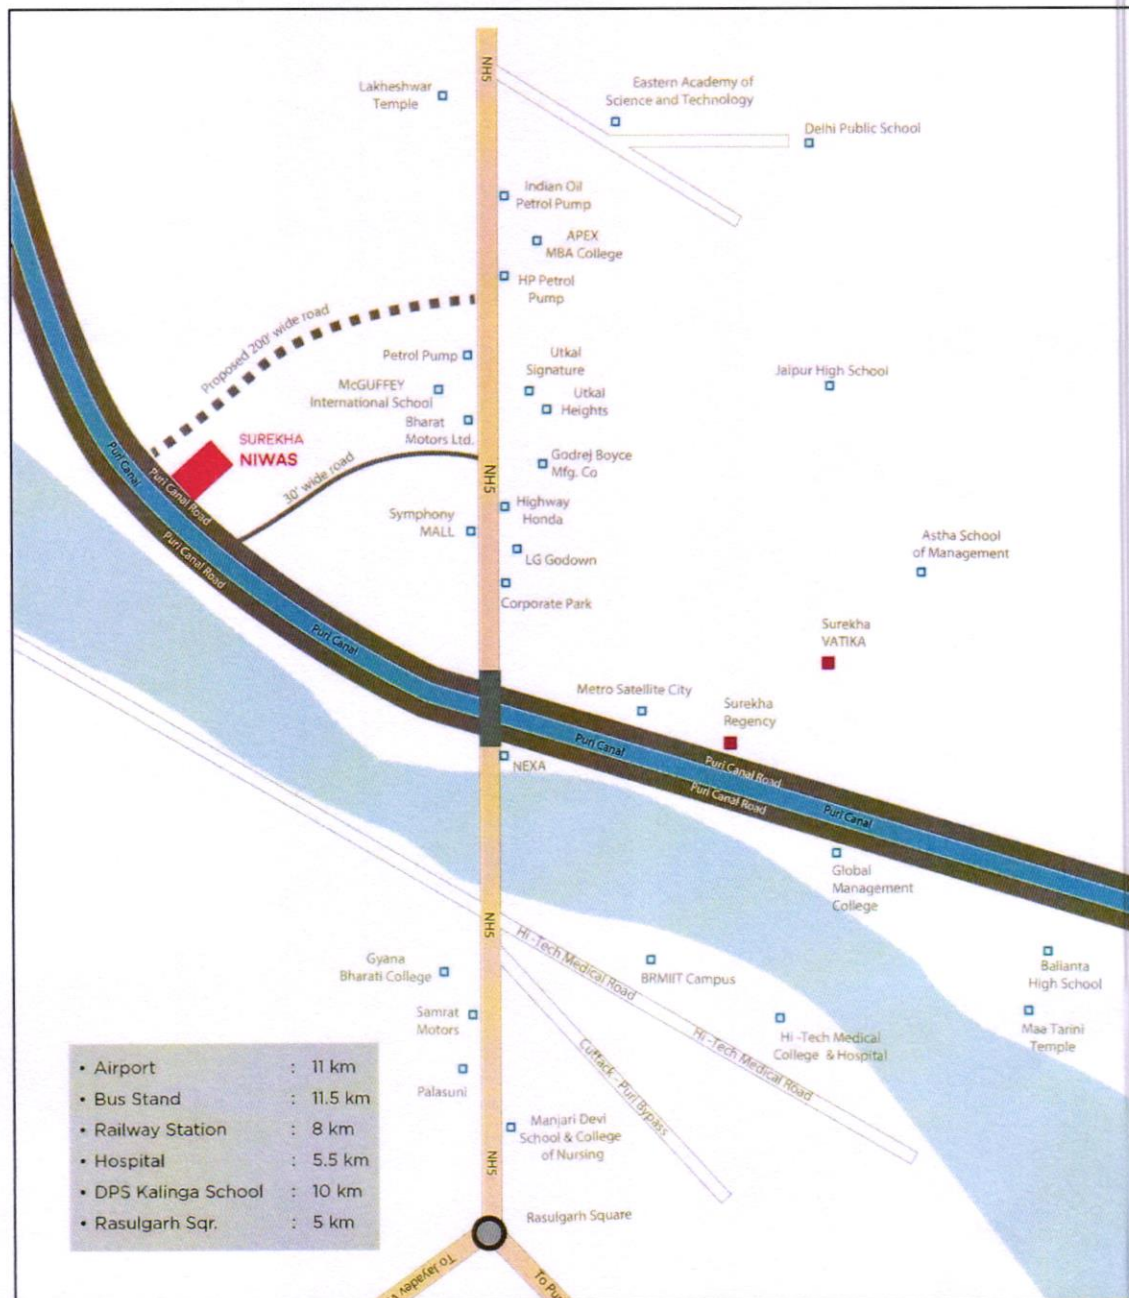 NH5
Lakheshwar
Temple
Eastern Academy of
Science and Technology
Delhi Public School
Indian Oil
Petrol Pump
APEX
MBA College
HP Petrol
Pump
Proposed 200' wide road
Petrol Pump
Utkal
Signature
Jaipur High School
McGUFFEY
International School
Utkal
Heights
Bharat
Motors Ltd.
SUREKHA
NIWAS
30' wide road
Godrej Boyce
Mfg. Co
NH5
Puri Canal
Puri Canal Road
Puri Canal Road
Highway
Honda
Symphony
MALL
LG Godown
Astha School
of Management
Corporate Park
Puri Canal
Surekha
VATIKA
Metro Satellite City
Surekha
Regency
NEXA
Puri Canal
Puri Canal Road
Puri Canal Road
Puri Canal
Global
Management
College
NH5
Hi -Tech Medical Road
Gyana
Bharati College
BRMIIT Campus
Balianta
High School
Samrat
Motors
Hi -Tech Medical Road
Hi -Tech Medical
College & Hospital
Maa Tarini
Temple
Cuttack - Puri Bypass
Palasuni
Manjari Devi
School & College
of Nursing
NH5
Rasulgarh Square
To Jayadev
To
• Airport : 11 km
• Bus Stand : 11.5 km
• Railway Station : 8 km
• Hospital : 5.5 km
• DPS Kalinga School : 10 km
• Rasulgarh Sqr. : 5 km